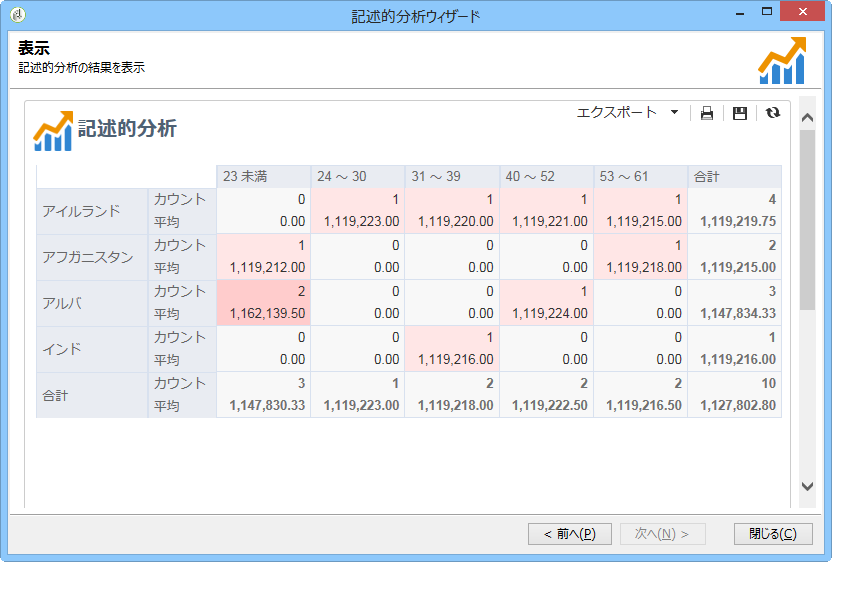 記述的分析ウィザード
表示
記述的分析の結果を表示
エクスポート
記述的分析
23 未満 24 ～ 30 31 ～ 39 40 ～ 52 53 ～ 61 合計
アイルランド カウント 0 1 1 1 1 4
平均 0.00 1,119,223.00 1,119,220.00 1,119,221.00 1,119,215.00 1,119,219.75
アフガニスタン カウント 1 0 0 0 1 2
平均 1,119,212.00 0.00 0.00 0.00 1,119,218.00 1,119,215.00
アルバ カウント 2 0 0 1 0 3
平均 1,162,139.50 0.00 0.00 1,119,224.00 0.00 1,147,834.33
インド カウント 0 0 1 0 0 1
平均 0.00 0.00 1,119,216.00 0.00 0.00 1,119,216.00
合計 カウント 3 1 2 2 2 10
平均 1,147,830.33 1,119,223.00 1,119,218.00 1,119,222.50 1,119,216.50 1,127,802.80
< 前へ(P) 次へ(N) > 閉じる(C)